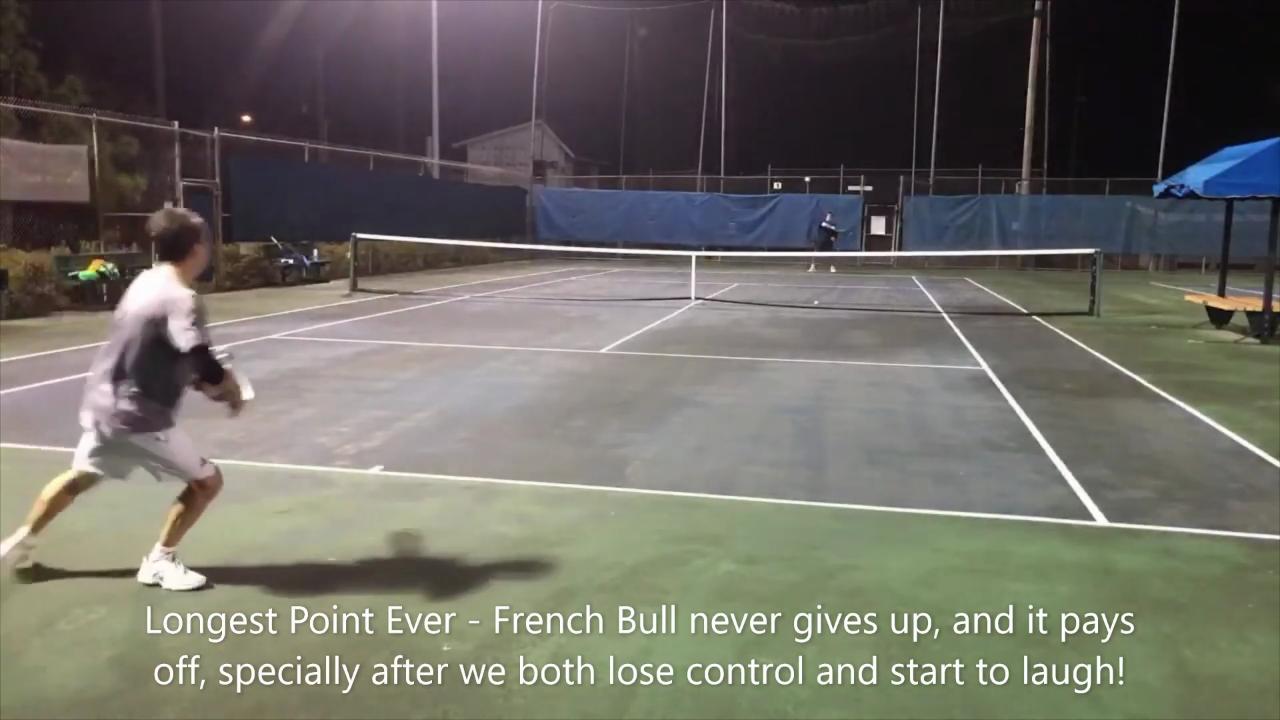 Longest Point Ever - French Bull never gives up, and it pays
off, specially after we both lose control and start to laugh!